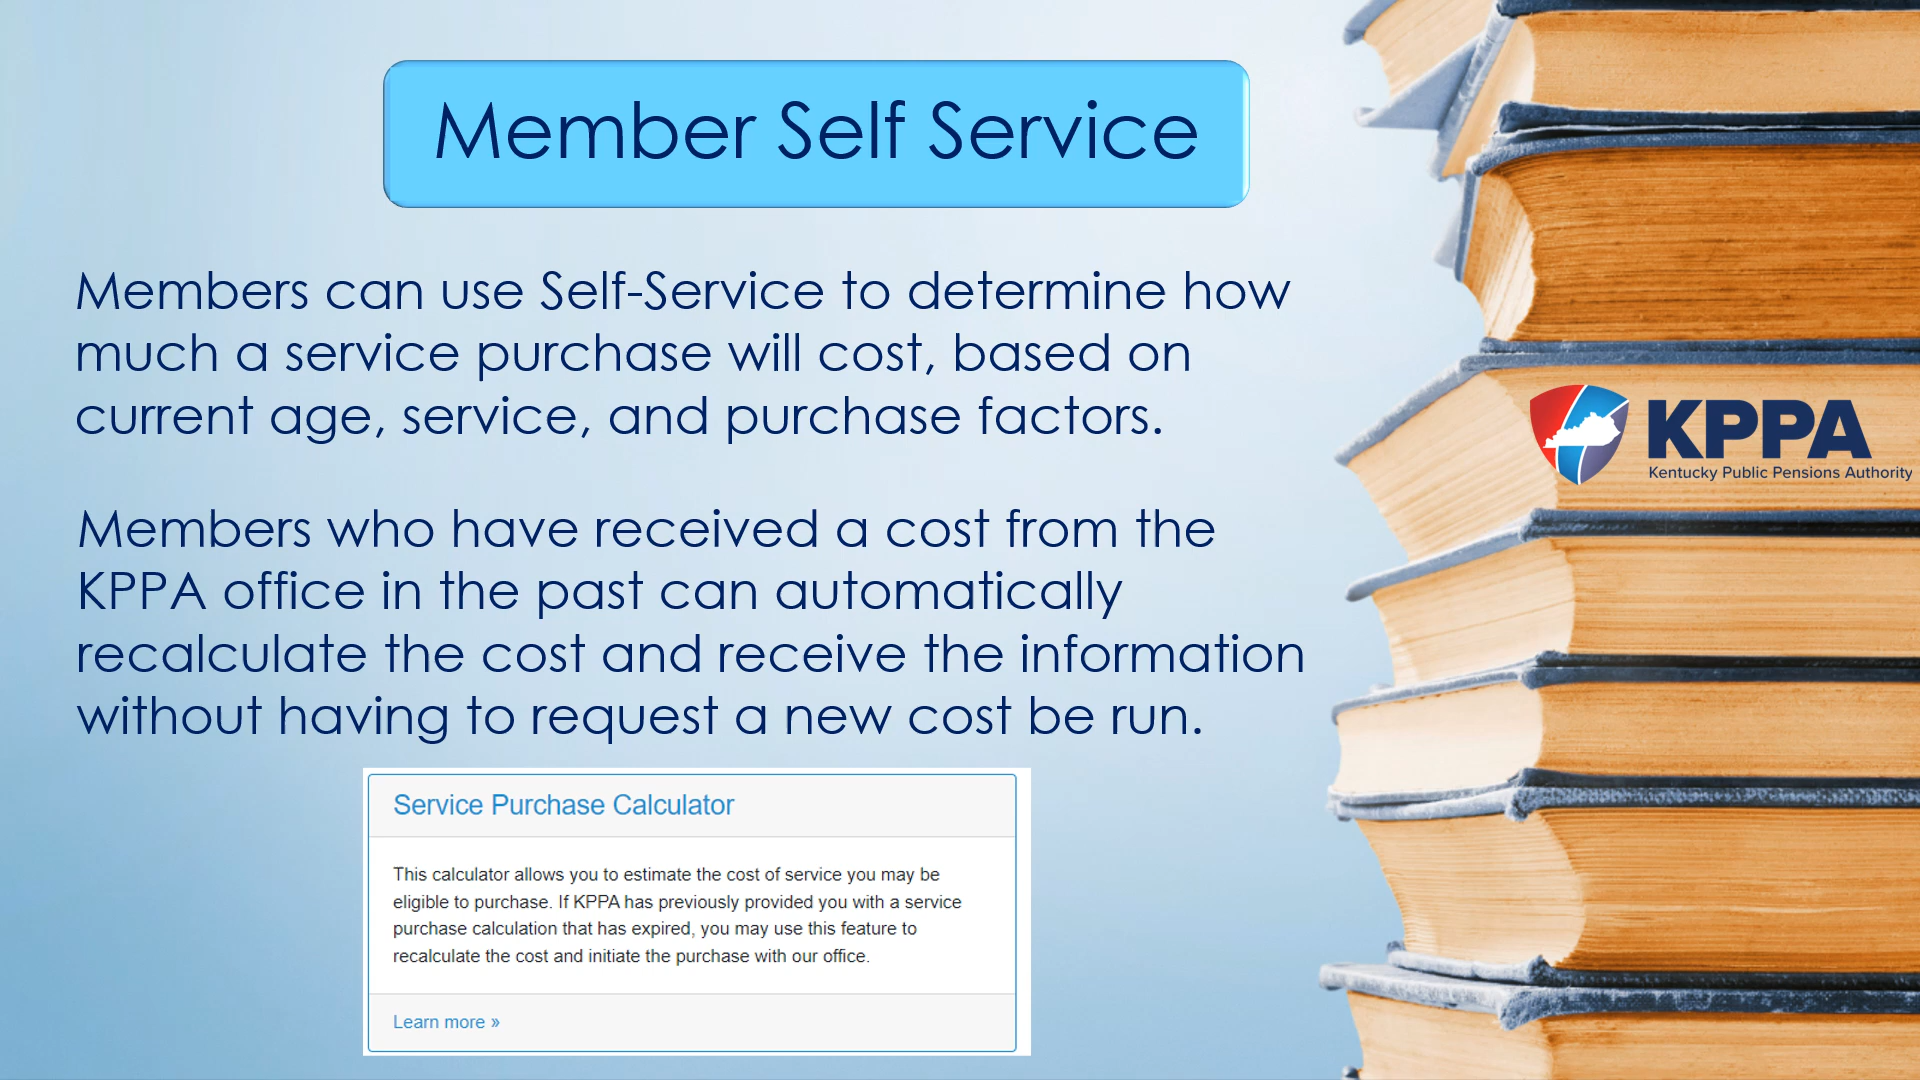 Member Self Service
Members can use Self-Service to determine how
much a service purchase will cost, based on
current age, service, and purchase factors.
KPPA
Kentucky Public Pensions Authority
Members who have received a cost from the
KPPA office in the past can automatically
recalculate the cost and receive the information
without having to request a new cost be run.
Service Purchase Calculator
This calculator allows you to estimate the cost of service you may be
eligible to purchase. If KPPA has previously provided you with a service
purchase calculation that has expired, you may use this feature to
recalculate the cost and initiate the purchase with our office.
Learn more »